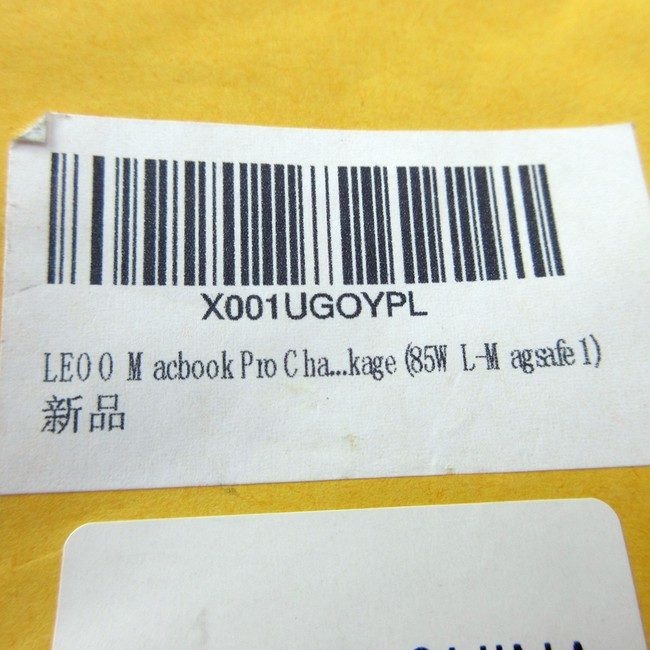 X001UGOYPL
LEOO Macbook Pro Cha...kage (85W L-Magsafe 1)
新品